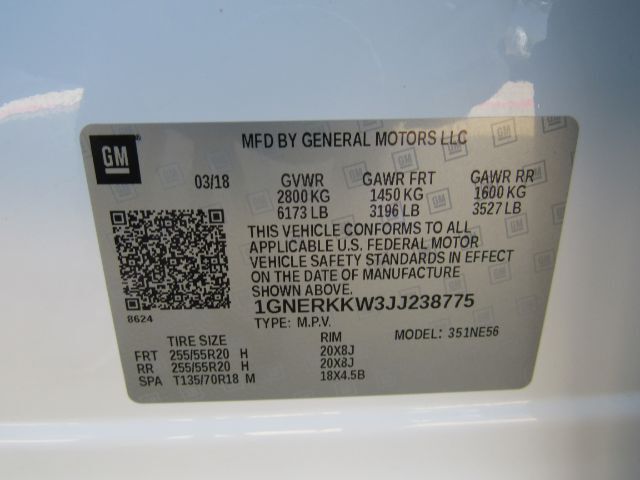 GM
MFD BY GENERAL MOTORS LLC
03/18 GVWR GAWR FRT GAWR RR
2800 KG 1450 KG 1600 KG
6173 LB 3196 LB 3527 LB
THIS VEHICLE CONFORMS TO ALL
APPLICABLE U.S. FEDERAL MOTOR
VEHICLE SAFETY STANDARDS IN EFFECT
ON THE DATE OF MANUFACTURE
SHOWN ABOVE.
1GNERKKW3JJ238775
8624
TYPE: M.P.V. MODEL: 351NE56
TIRE SIZE RIM
FRT 255/55R20 H 20X8J
RR 255/55R20 H 20X8J
SPA T135/70R18 M 18X4.5B